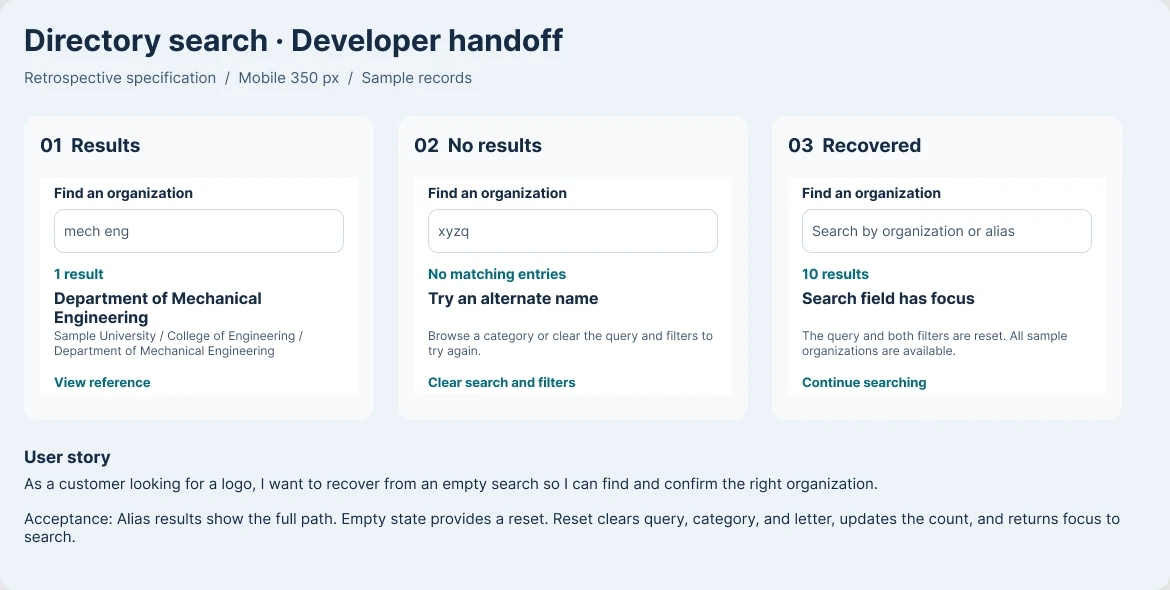 Directory search · Developer handoff
Retrospective specification / Mobile 350 px / Sample records
01 Results
Find an organization
mech eng
1 result
Department of Mechanical
Engineering
Sample University / College of Engineering /
Department of Mechanical Engineering
View reference
02 No results
Find an organization
xyzq
No matching entries
Try an alternate name
Browse a category or clear the query and filters to
try again.
Clear search and filters
03 Recovered
Find an organization
Search by organization or alias
10 results
Search field has focus
The query and both filters are reset. All sample
organizations are available.
Continue searching
User story
As a customer looking for a logo, I want to recover from an empty search so I can find and confirm the right organization.
Acceptance: Alias results show the full path. Empty state provides a reset. Reset clears query, category, and letter, updates the count, and returns focus to
search.